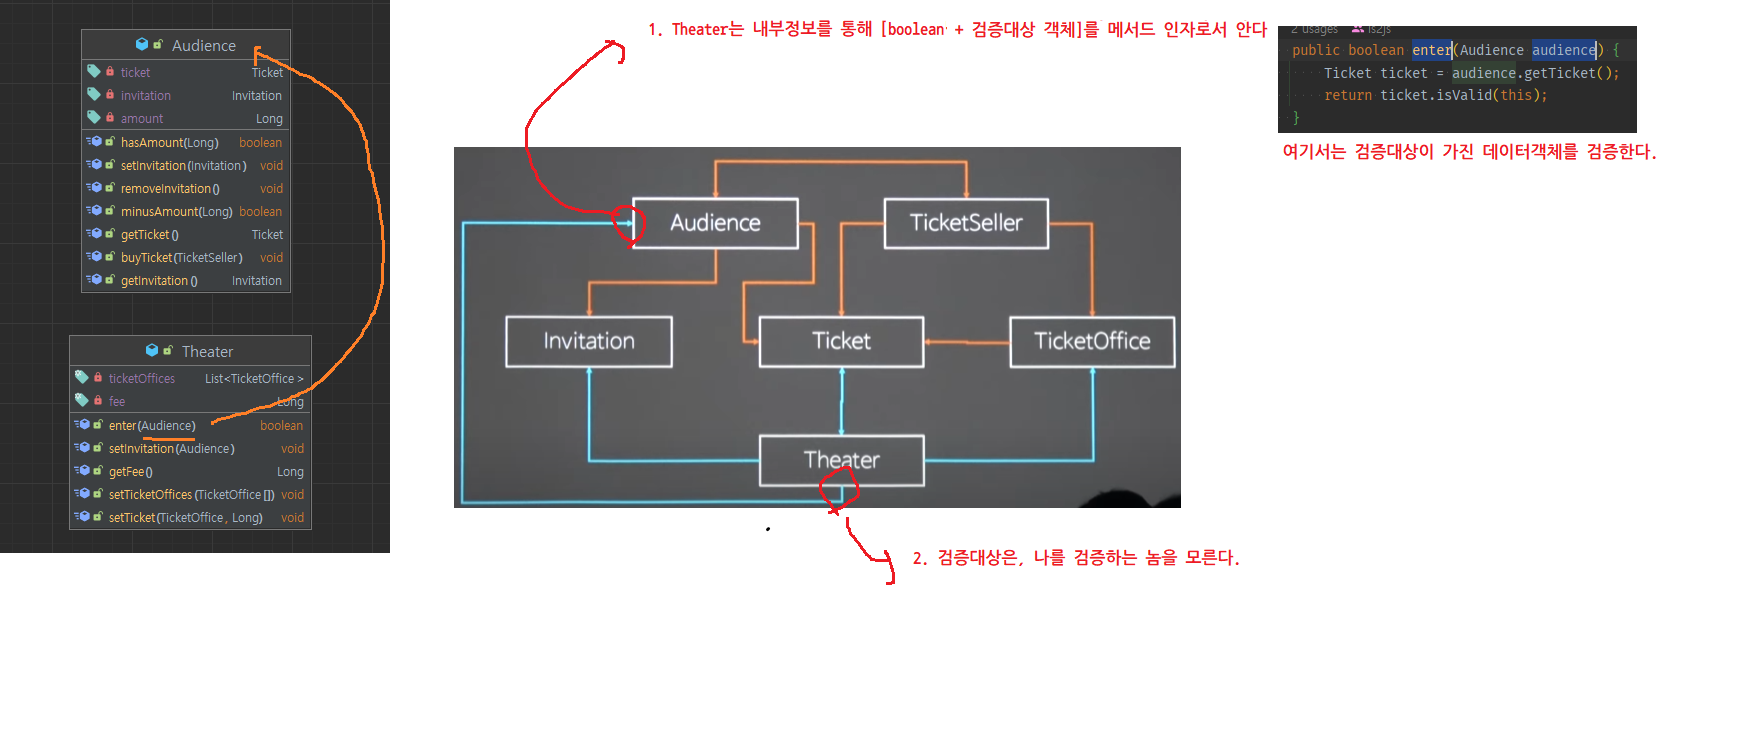 Audience
ticket Ticket
invitation Invitation
amount Long
hasAmount(Long) boolean
setInvitation(Invitation) void
removeInvitation() void
minusAmount(Long) boolean
getTicket() Ticket
buyTicket(TicketSeller) void
getInvitation() Invitation
Theater
ticketOffices List<TicketOffice>
fee Long
enter(Audience) boolean
setInvitation(Audience) void
getFee() Long
setTicketOffices(TicketOffice[]) void
setTicket(TicketOffice, Long) void
1. Theater는 내부정보를 통해 [boolean + 검증대상 객체]를 메서드 인자로서 안다
Audience
TicketSeller
Invitation
Ticket
TicketOffice
Theater
2. 검증대상은, 나를 검증하는 놈을 모른다.
2 usages is2js
public boolean enter(Audience audience) {
Ticket ticket = audience.getTicket();
return ticket.isValid(this);
}
여기서는 검증대상이 가진 데이터객체를 검증한다.